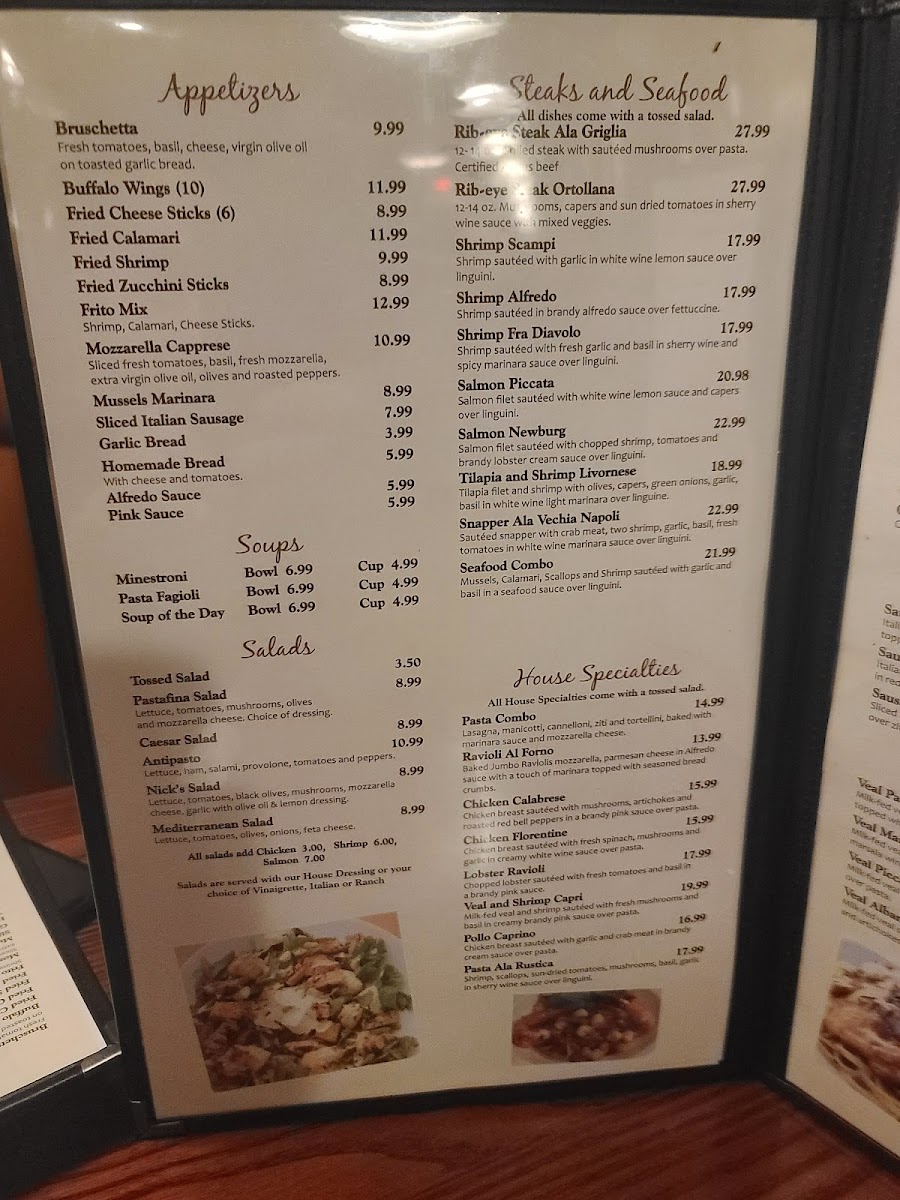 Appetizers
Bruschetta 9.99
Fresh tomatoes, basil, cheese, virgin olive oil
on toasted garlic bread.
Buffalo Wings (10) 11.99
Fried Cheese Sticks (6) 8.99
Fried Calamari 11.99
Fried Shrimp 9.99
Fried Zucchini Sticks 8.99
Frito Mix 12.99
Shrimp, Calamari, Cheese Sticks.
Mozzarella Capprese 10.99
Sliced fresh tomatoes, basil, fresh mozzarella,
extra virgin olive oil, olives and roasted peppers.
Mussels Marinara 8.99
Sliced Italian Sausage 7.99
Garlic Bread 3.99
Homemade Bread 5.99
With cheese and tomatoes.
Alfredo Sauce 5.99
Pink Sauce 5.99
Soups
Minestroni Bowl 6.99 Cup 4.99
Pasta Fagioli Bowl 6.99 Cup 4.99
Soup of the Day Bowl 6.99 Cup 4.99
Salads
Tossed Salad 3.50
Pastafina Salad 8.99
Lettuce, tomatoes, mushrooms, olives
and mozzarella cheese. Choice of dressing.
Caesar Salad 8.99
Antipasto 10.99
Lettuce, ham, salami, provolone, tomatoes and peppers.
Nick's Salad 8.99
Lettuce, tomatoes, black olives, mushrooms, mozzarella
cheese, garlic with olive oil & lemon dressing.
Mediterranean Salad 8.99
Lettuce, tomatoes, olives, onions, feta cheese.
All salads add Chicken 3.00, Shrimp 6.00,
Salmon 7.00
Salads are served with our House Dressing or your
choice of Vinaigrette, Italian or Ranch
Steaks and Seafood
All dishes come with a tossed salad.
Rib-eye Steak Ala Griglia 27.99
steak with sautéed mushrooms over pasta.
Certified beef
Rib-eye Ortollana 27.99
12-14 oz. capers and sun dried tomatoes in sherry
wine sauce with mixed veggies.
Shrimp Scampi 17.99
Shrimp sautéed with garlic in white wine lemon sauce over
linguini.
Shrimp Alfredo 17.99
Shrimp sautéed in brandy alfredo sauce over fettuccine.
Shrimp Fra Diavolo 17.99
Shrimp sautéed with fresh garlic and basil in sherry wine and
spicy marinara sauce over linguini.
Salmon Piccata 20.98
Salmon filet sautéed with white wine lemon sauce and capers
over linguini.
Salmon Newburg 22.99
Salmon filet sautéed with chopped shrimp, tomatoes and
brandy lobster cream sauce over linguini.
Tilapia and Shrimp Livornese 18.99
Tilapia filet and shrimp with olives, capers, green onions, garlic,
basil in white wine light marinara over linguine.
Snapper Ala Vechia Napoli 22.99
Sautéed snapper with crab meat, two shrimp, garlic, basil, fresh
tomatoes in white wine marinara sauce over linguini.
Seafood Combo 21.99
Mussels, Calamari, Scallops and Shrimp sautéed with garlic and
basil in a seafood sauce over linguini.
House Specialties
All House Specialties come with a tossed salad.
Pasta Combo 14.99
Lasagna, manicotti, cannelloni, ziti and tortellini, baked with
marinara sauce and mozzarella cheese.
Ravioli Al Forno 13.99
Baked Jumbo Raviolis mozzarella, parmesan cheese in Alfredo
sauce with a touch of marinara topped with seasoned bread
crumbs.
Chicken Calabrese 15.99
Chicken breast sautéed with mushrooms, artichokes and
roasted red bell peppers in a brandy pink sauce over pasta.
Chicken Florentine 15.99
Chicken breast sautéed with fresh spinach, mushrooms and
garlic in creamy white wine sauce over pasta.
Lobster Ravioli 17.99
Chopped lobster sautéed with fresh tomatoes and basil in
a brandy pink sauce.
Veal and Shrimp Capri 19.99
Milk-fed veal and shrimp sautéed with fresh mushrooms and
basil in creamy brandy pink sauce over pasta.
Pollo Caprino 16.99
Chicken breast sautéed with garlic and crab meat in brandy
cream sauce over pasta.
Pasta Ala Rustica 17.99
Shrimp, scallops, sun-dried tomatoes, mushrooms, basil, garlic
in sherry wine sauce over linguini.
Veal
Milk-fed
topped
Veal
Milk-fed
marsala
Veal
Milk-fed
over pasta.
Veal
Milk-fed veal
and